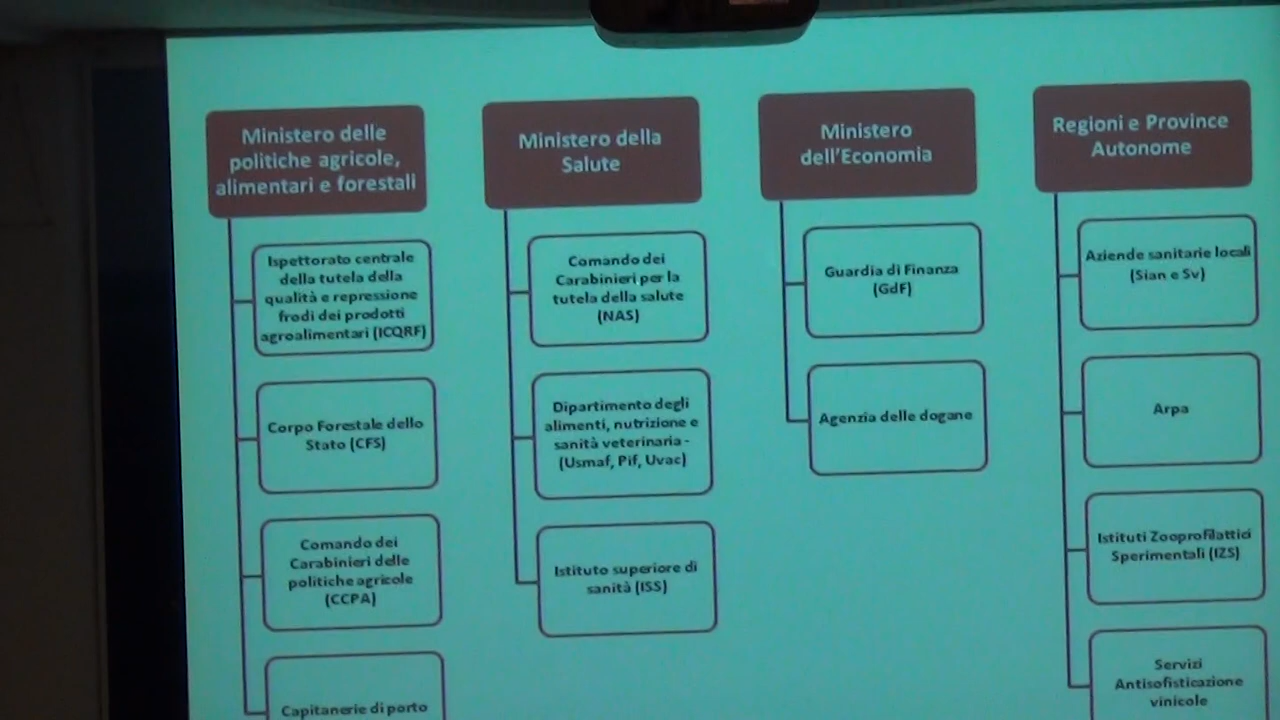 Ministero delle
politiche agricole,
alimentari e forestali
Ispettorato centrale
della tutela della
qualità e repressione
frodi dei prodotti
agroalimentari (ICQRF)
Corpo Forestale dello
Stato (CFS)
Comando dei
Carabinieri delle
politiche agricole
(CCPA)
Capitanerie di porto
Ministero della
Salute
Comando dei
Carabinieri per la
tutela della salute
(NAS)
Dipartimento degli
alimenti, nutrizione e
sanità veterinaria -
(Usmaf, Pif, Uvac)
Istituto superiore di
sanità (ISS)
Ministero
dell'Economia
Guardia di Finanza
(GdF)
Agenzia delle dogane
Regioni e Province
Autonome
Aziende sanitarie locali
(Sian e Sv)
Arpa
Istituti Zooprofilattici
Sperimentali (IZS)
Servizi
Antisofisticazione
vinicole